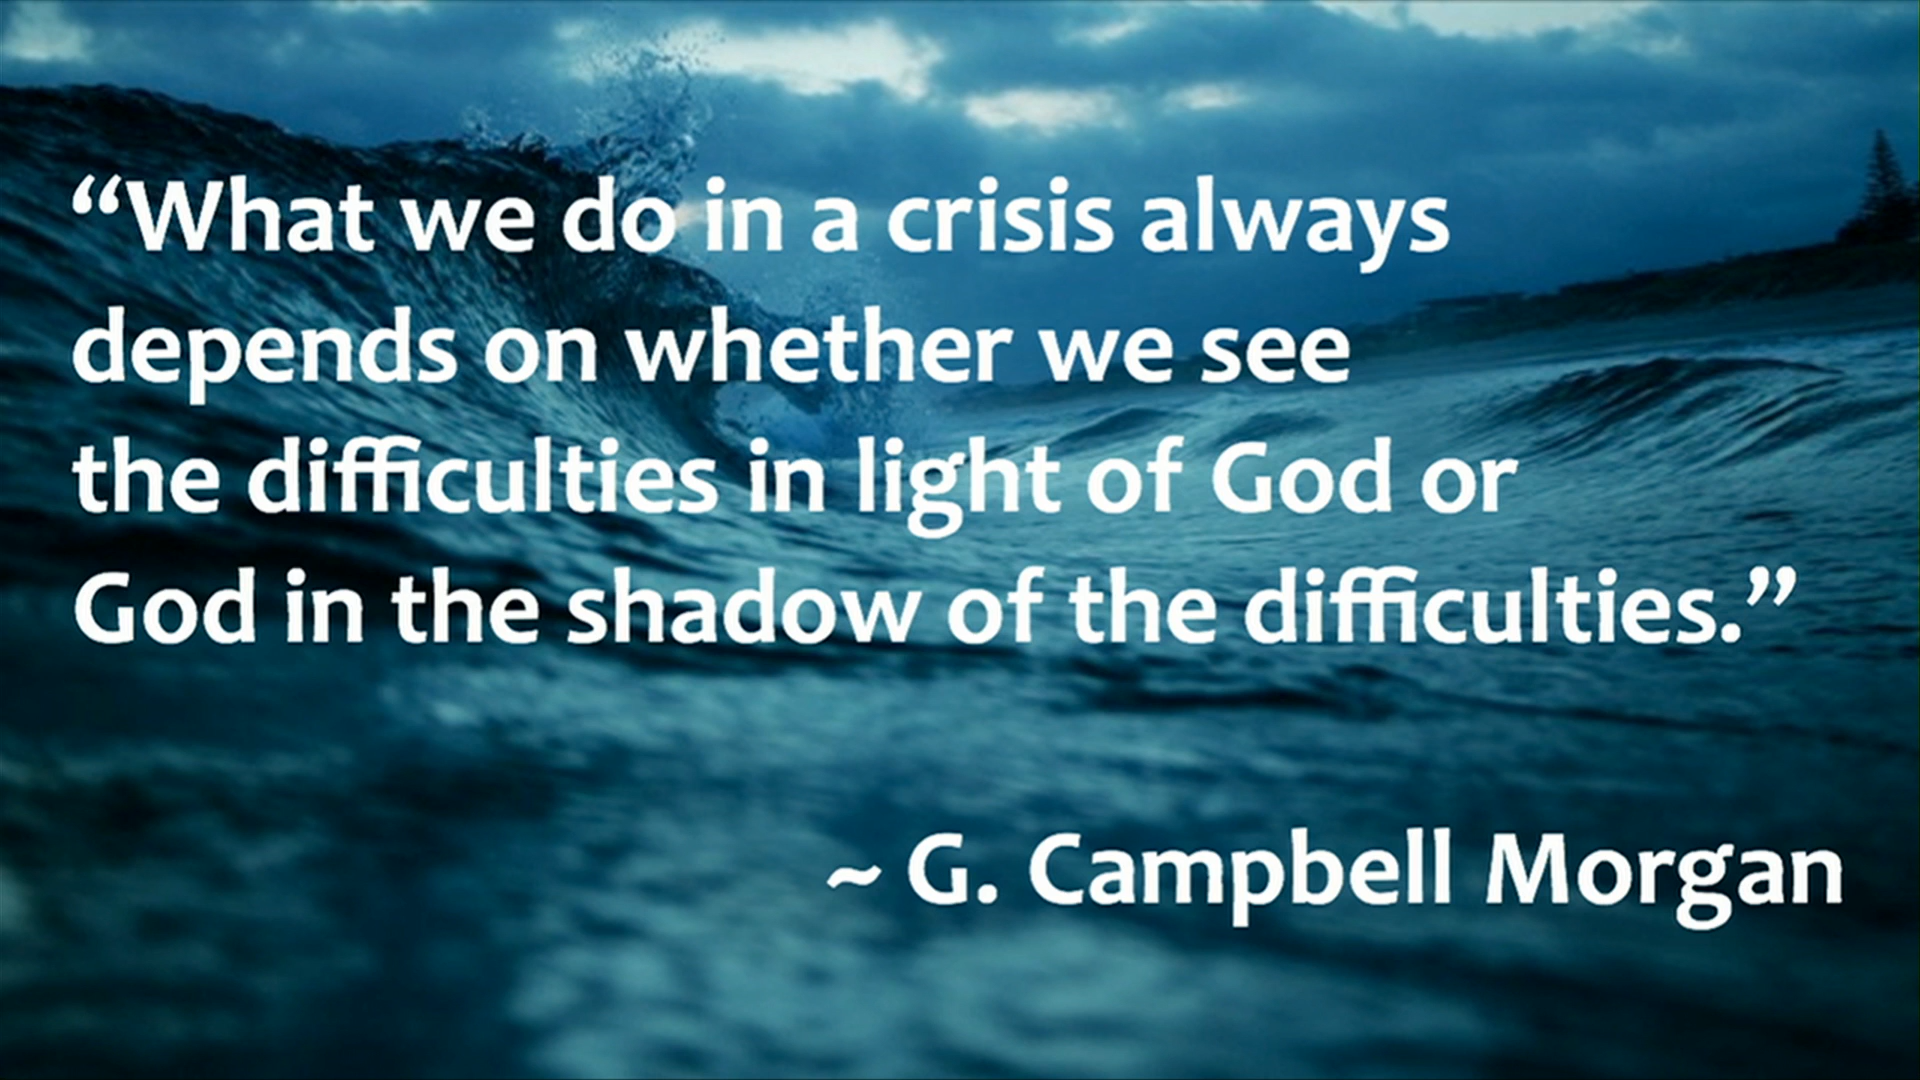 “What we do in a crisis always
depends on whether we see
the difficulties in light of God or
God in the shadow of the difficulties.”
~ G. Campbell Morgan